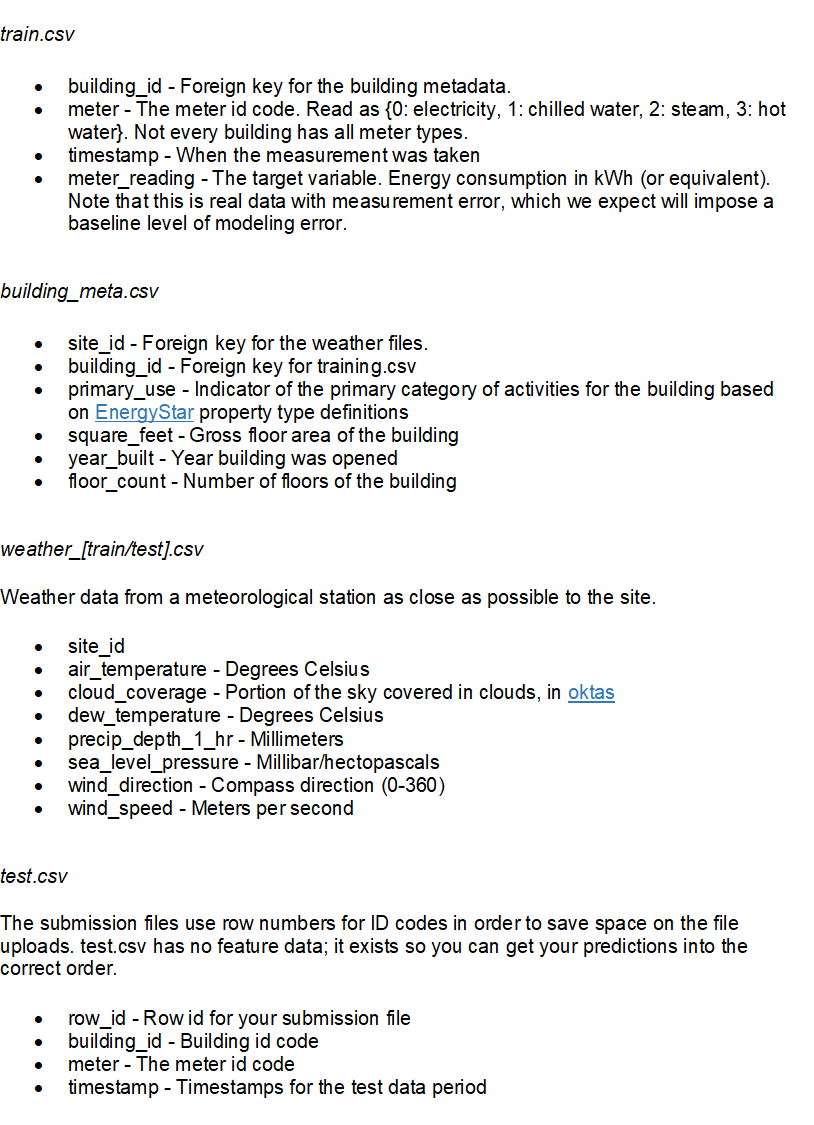 train.csv
• building_id - Foreign key for the building metadata.
• meter - The meter id code. Read as {0: electricity, 1: chilled water, 2: steam, 3: hot
water}. Not every building has all meter types.
• timestamp - When the measurement was taken
• meter_reading - The target variable. Energy consumption in kWh (or equivalent).
Note that this is real data with measurement error, which we expect will impose a
baseline level of modeling error.
building_meta.csv
• site_id - Foreign key for the weather files.
• building_id - Foreign key for training.csv
• primary_use - Indicator of the primary category of activities for the building based
on EnergyStar property type definitions
• square_feet - Gross floor area of the building
• year_built - Year building was opened
• floor_count - Number of floors of the building
weather_[train/test].csv
Weather data from a meteorological station as close as possible to the site.
• site_id
• air_temperature - Degrees Celsius
• cloud_coverage - Portion of the sky covered in clouds, in oktas
• dew_temperature - Degrees Celsius
• precip_depth_1_hr - Millimeters
• sea_level_pressure - Millibar/hectopascals
• wind_direction - Compass direction (0-360)
• wind_speed - Meters per second
test.csv
The submission files use row numbers for ID codes in order to save space on the file
uploads. test.csv has no feature data; it exists so you can get your predictions into the
correct order.
• row_id - Row id for your submission file
• building_id - Building id code
• meter - The meter id code
• timestamp - Timestamps for the test data period